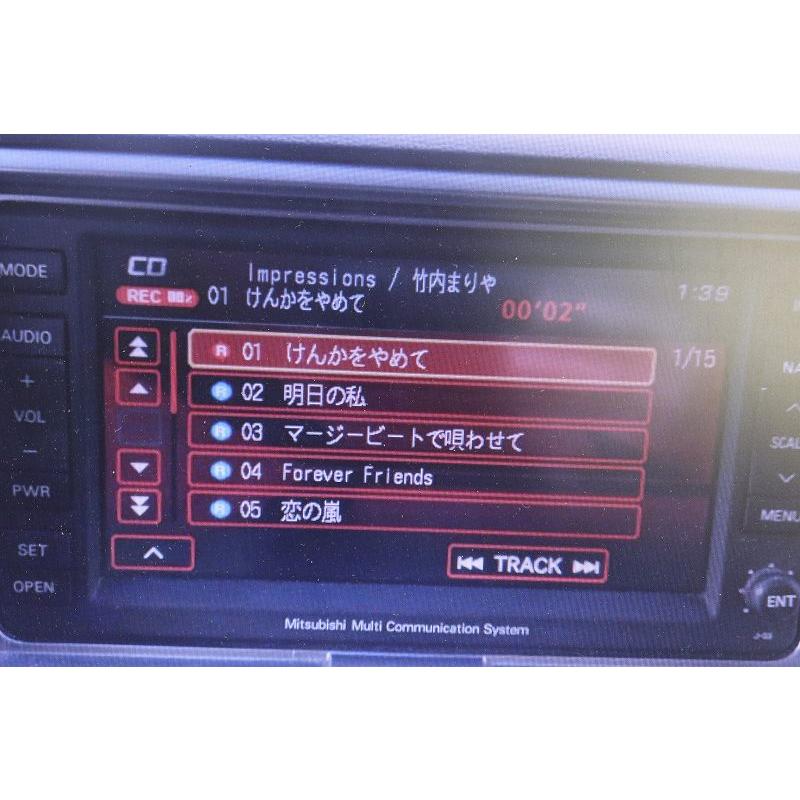 MODE
AUDIO
+
VOL
−
PWR
SET
OPEN
CD
Impressions / 竹内まりや
1:39
REC
01 けんかをやめて
00'02"
R 01 けんかをやめて
1/15
R 02 明日の私
R 03 マージービートで唄わせて
R 04 Forever Friends
R 05 恋の嵐
TRACK
Mitsubishi Multi Communication System
SCAL
MENU
ENT